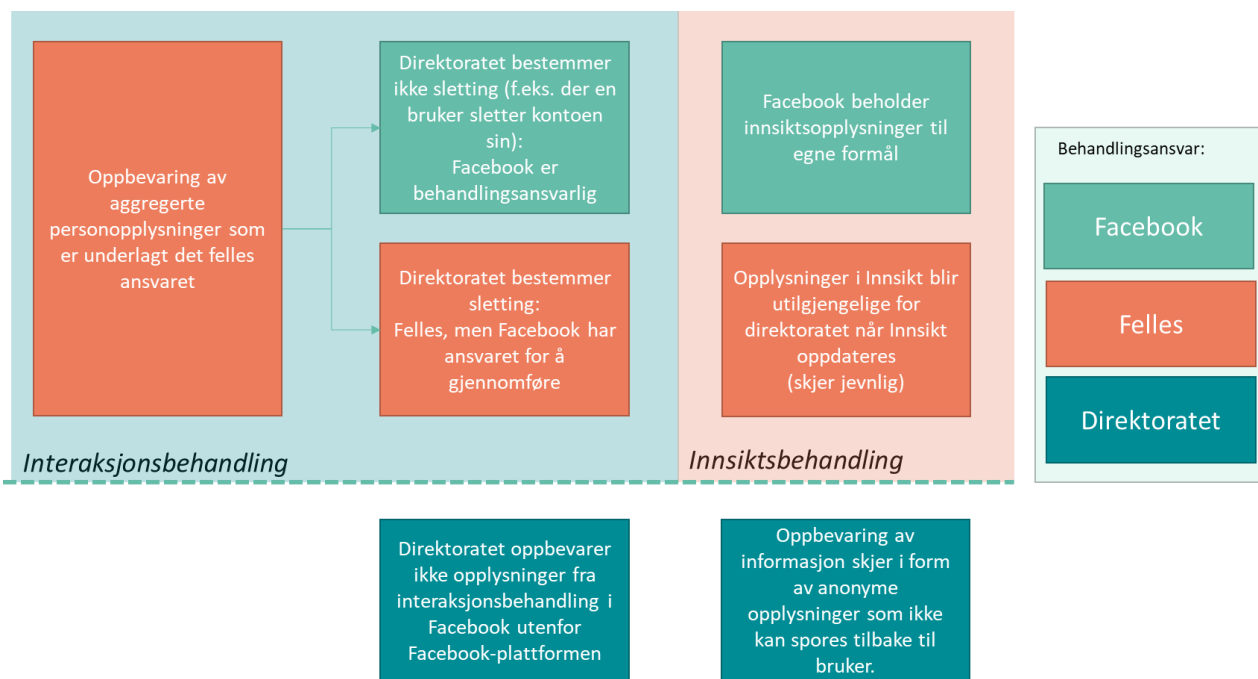 Oppbevaring av
aggregerte
personopplysninger som
er underlagt det felles
ansvaret
Direktoratet bestemmer
ikke sletting (f.eks. der en
bruker sletter kontoen
sin):
Facebook er
behandlingsansvarlig
Direktoratet bestemmer
sletting:
Felles, men Facebook har
ansvaret for å
gjennomføre
Interaksjonsbehandling
Facebook beholder
innsiktsopplysninger til
egne formål
Opplysninger i Innsikt blir
utilgjengelige for
direktoratet når Innsikt
oppdateres
(skjer jevnlig)
Innsiktsbehandling
Behandlingsansvar:
Facebook
Felles
Direktoratet
Direktoratet oppbevarer
ikke opplysninger fra
interaksjonsbehandling i
Facebook utenfor
Facebook-plattformen
Oppbevaring av
informasjon skjer i form
av anonyme
opplysninger som ikke
kan spores tilbake til
bruker.